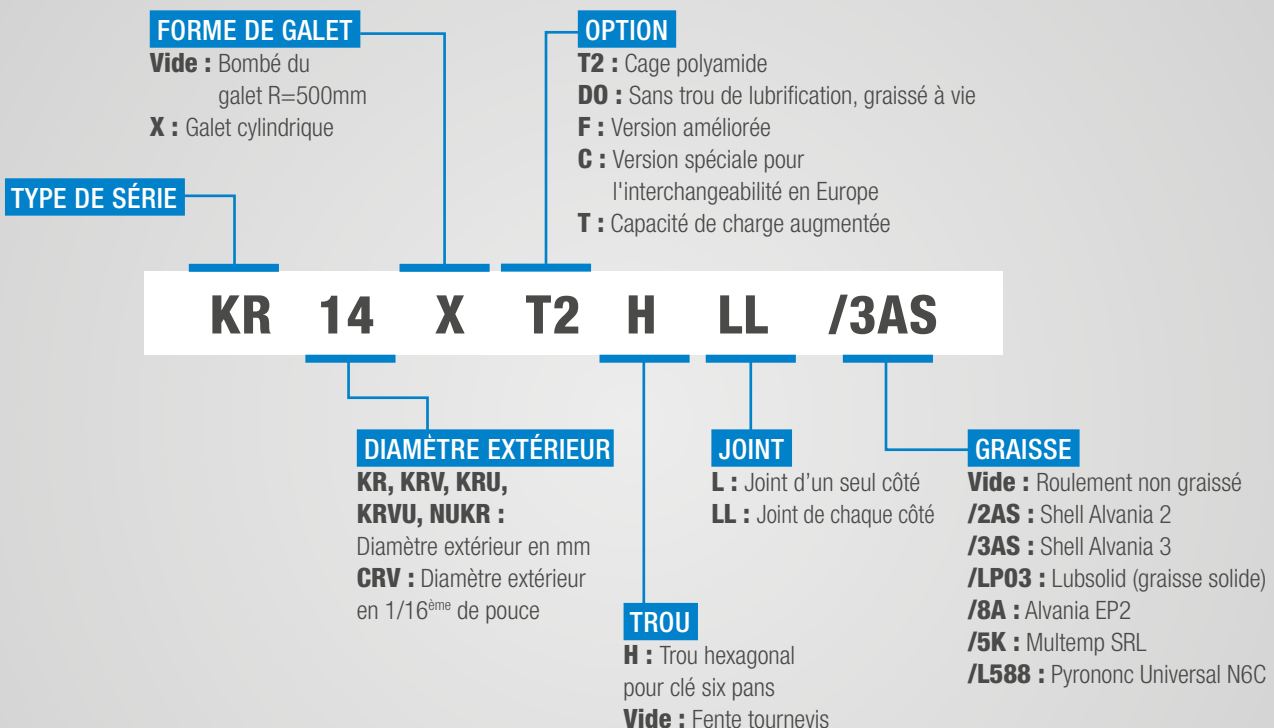 FORME DE GALET
Vide : Bombé du
galet R=500mm
X : Galet cylindrique
OPTION
T2 : Cage polyamide
DO : Sans trou de lubrification, graissé à vie
F : Version améliorée
C : Version spéciale pour
l'interchangeabilité en Europe
T : Capacité de charge augmentée
TYPE DE SÉRIE
KR 14 X T2 H LL /3AS
DIAMÈTRE EXTÉRIEUR
KR, KRV, KRU,
KRVU, NUKR :
Diamètre extérieur en mm
CRV : Diamètre extérieur
en 1/16ème de pouce
TROU
H : Trou hexagonal
pour clé six pans
Vide : Fente tournevis
JOINT
L : Joint d’un seul côté
LL : Joint de chaque côté
GRAISSE
Vide : Roulement non graissé
/2AS : Shell Alvania 2
/3AS : Shell Alvania 3
/LP03 : Lubsolid (graisse solide)
/8A : Alvania EP2
/5K : Multemp SRL
/L588 : Pyrononc Universal N6C